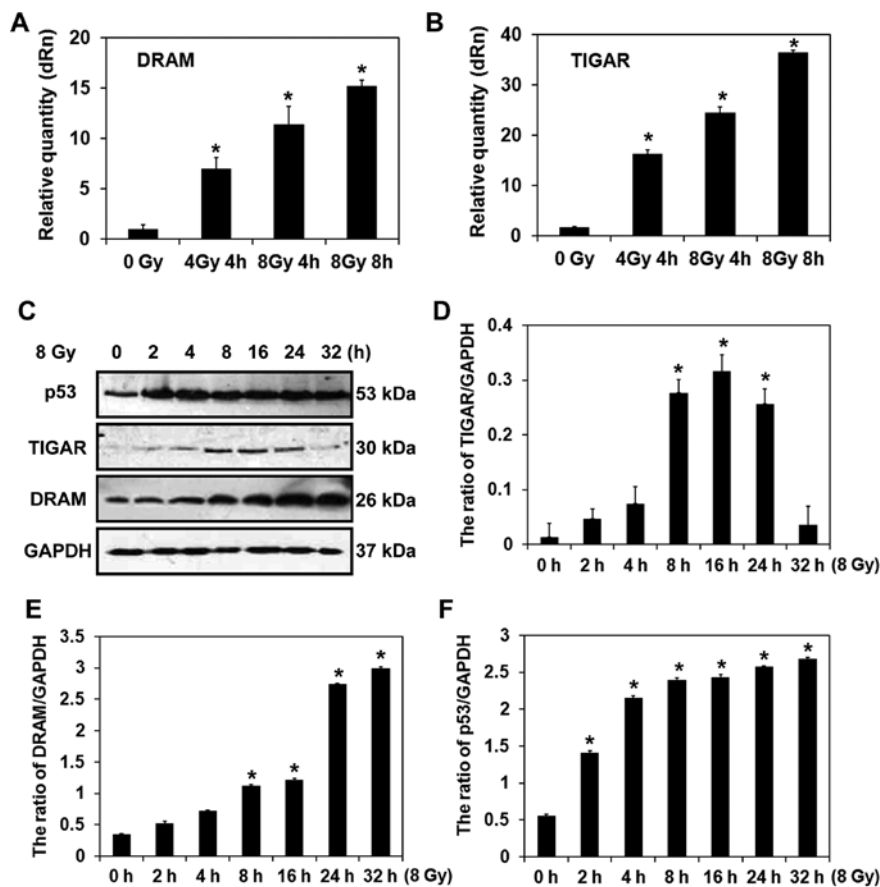 A
DRAM
Relative quantity (dRn)
20
15
10
5
0
0 Gy 4Gy 4h 8Gy 4h 8Gy 8h
* * *
B
TIGAR
Relative quantity (dRn)
40
30
20
10
0
0 Gy 4Gy 4h 8Gy 4h 8Gy 8h
* * *
C
8 Gy 0 2 4 8 16 24 32 (h)
p53 53 kDa
TIGAR 30 kDa
DRAM 26 kDa
GAPDH 37 kDa
D
The ratio of TIGAR/GAPDH
0.4
0.3
0.2
0.1
0
0 h 2 h 4 h 8 h 16 h 24 h 32 h (8 Gy)
* * *
E
The ratio of DRAM/GAPDH
3.5
3
2.5
2
1.5
1
0.5
0
0 h 2 h 4 h 8 h 16 h 24 h 32 h (8 Gy)
* * * *
F
The ratio of p53/GAPDH
3
2.5
2
1.5
1
0.5
0
0 h 2 h 4 h 8 h 16 h 24 h 32 h (8 Gy)
* * * * * *